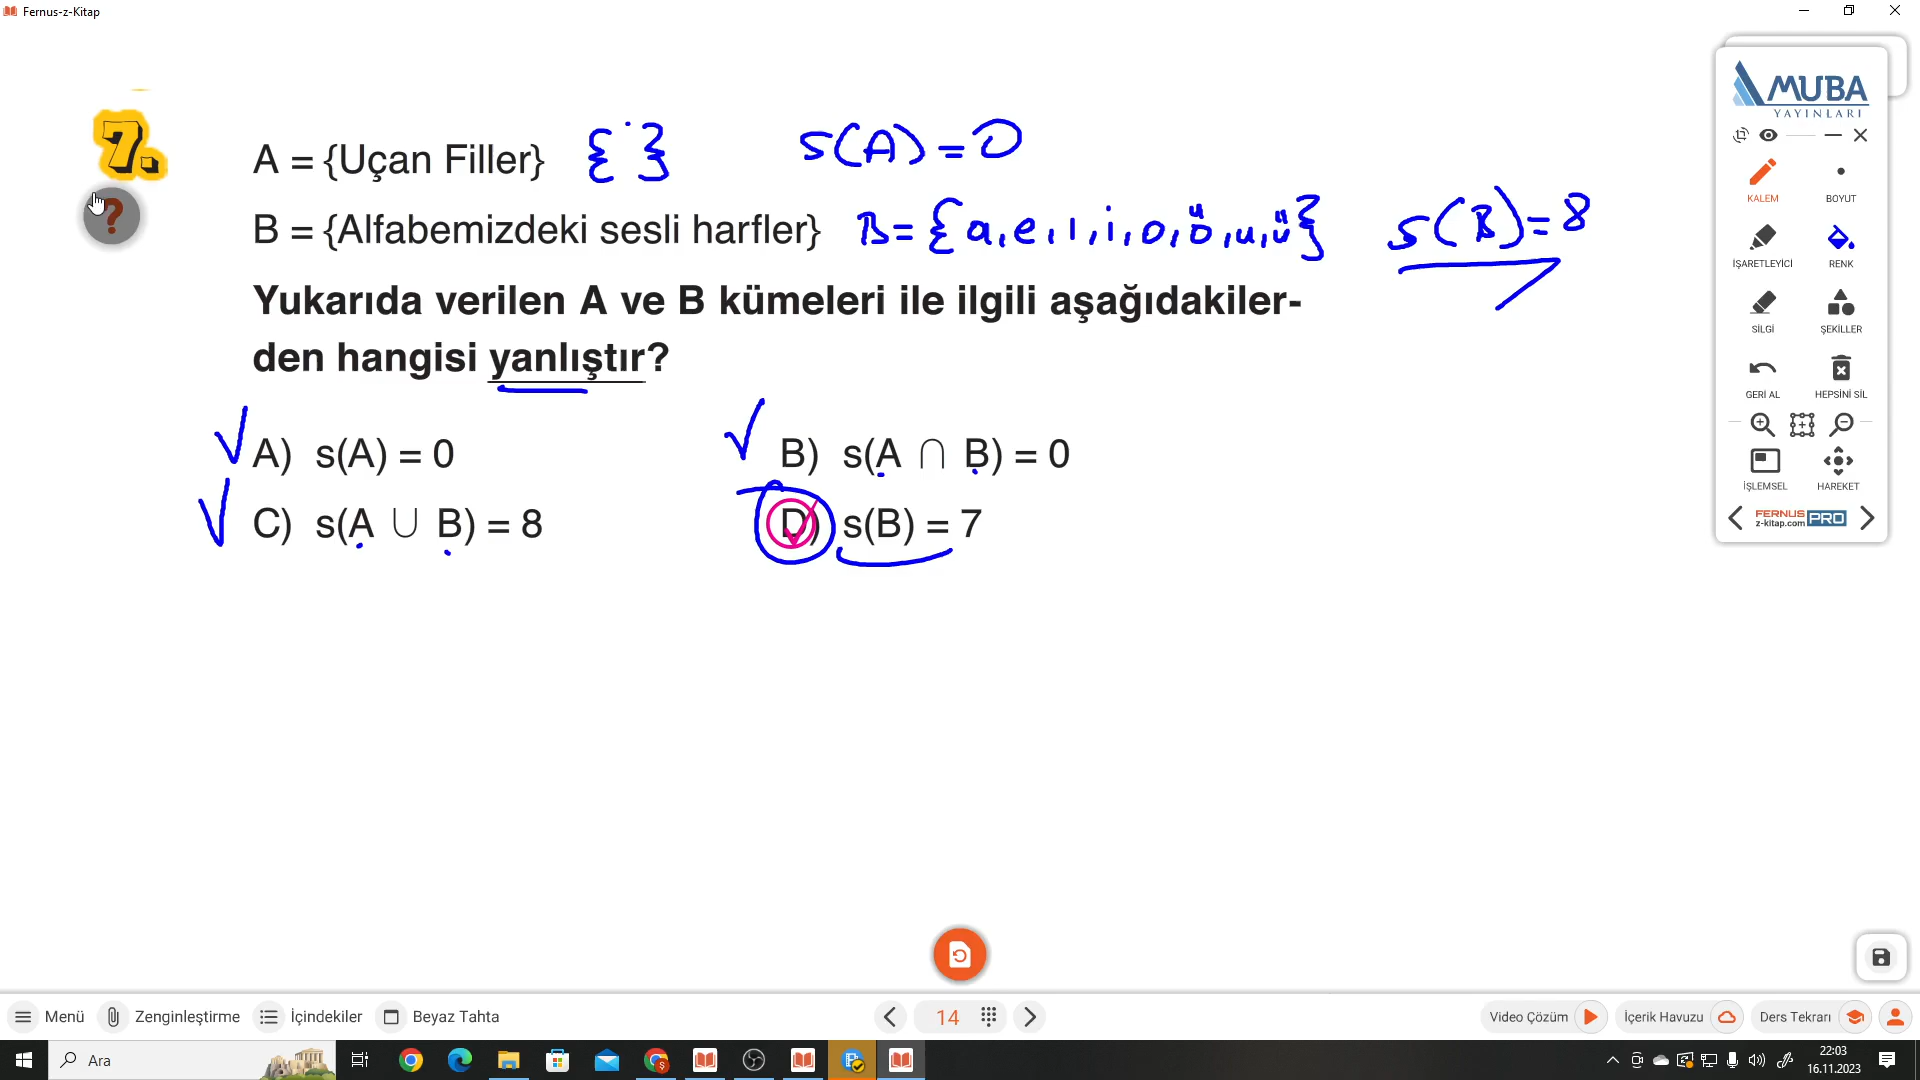 Fernus-z-Kitap
MUBA
YAYINLARI
7.
A = {Uçan Filler} { } s(A) = 0
?
B = {Alfabemizdeki sesli harfler} B = {a, e, ı, i, o, ö, u, ü} s(B) = 8
Yukarıda verilen A ve B kümeleri ile ilgili aşağıdakiler-
den hangisi yanlıştır?
A) s(A) = 0
B) s(A ∩ B) = 0
C) s(A ∪ B) = 8
D) s(B) = 7
KALEM BOYUT
İŞARETLEYİCİ RENK
SİLGİ ŞEKİLLER
GERİ AL HEPSİNİ SİL
İŞLEMSEL HAREKET
FERNUS
z-kitap.com PRO
Menü Zenginleştirme İçindekiler Beyaz Tahta 14 Video Çözüm İçerik Havuzu Ders Tekrarı
Ara
22:03
16.11.2023